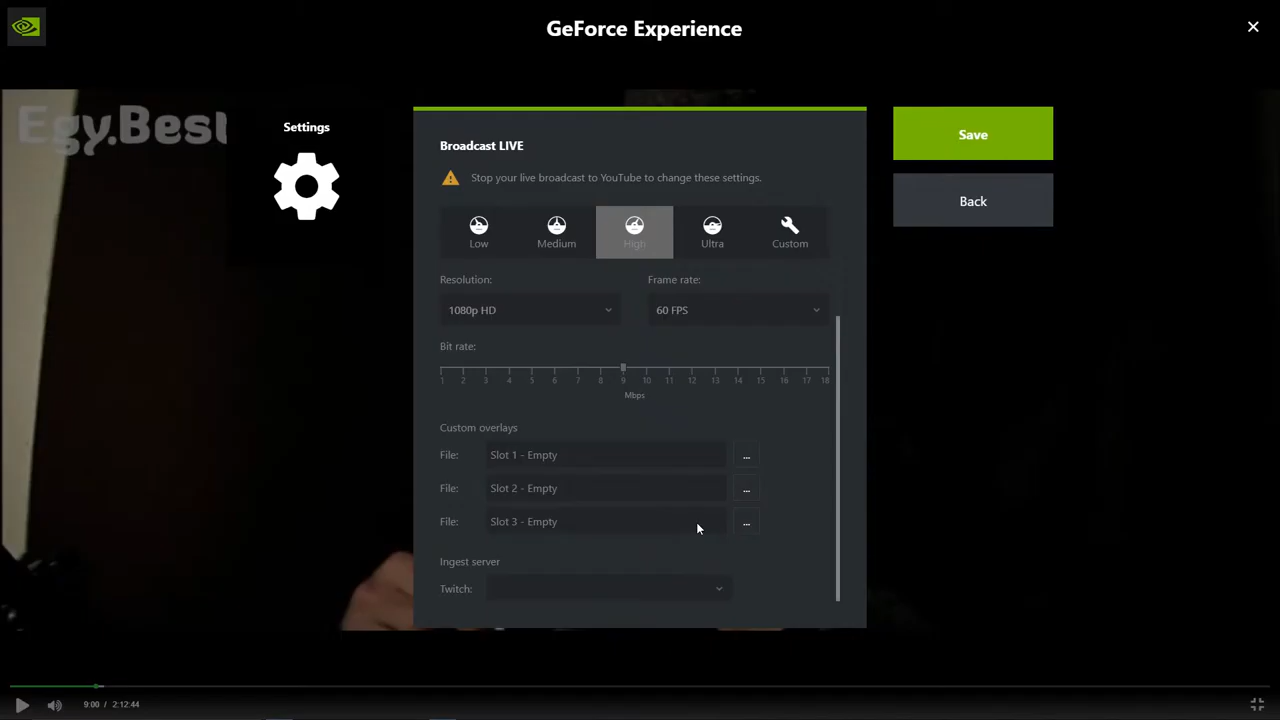 GeForce Experience
Egy.Best
Settings
Broadcast LIVE
Stop your live broadcast to YouTube to change these settings.
Low Medium High Ultra Custom
Save
Back
Resolution: Frame rate:
1080p HD 60 FPS
Bit rate:
1 2 3 4 5 6 7 8 9 10 11 12 13 14 15 16 17 18
Mbps
Custom overlays
File: Slot 1 - Empty ...
File: Slot 2 - Empty ...
File: Slot 3 - Empty ...
Ingest server
Twitch:
9:00 / 2:12:44